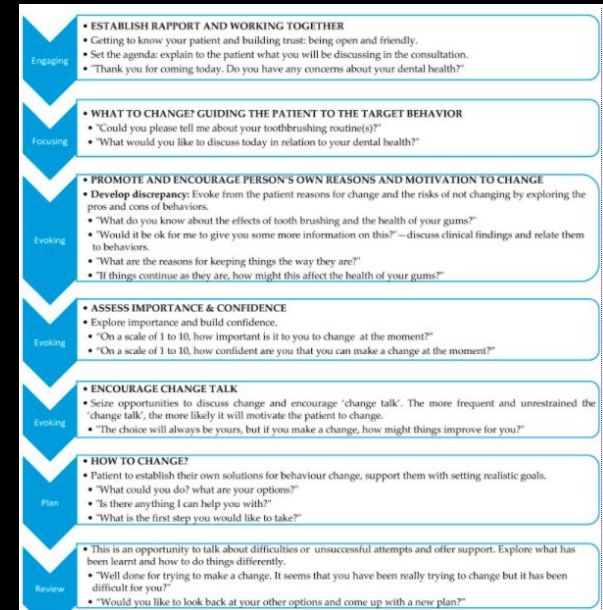 Engaging
• ESTABLISH RAPPORT AND WORKING TOGETHER
• Getting to know your patient and building trust: being open and friendly.
• Set the agenda: explain to the patient what you will be discussing in the consultation.
• "Thank you for coming today. Do you have any concerns about your dental health?"
Focusing
• WHAT TO CHANGE? GUIDING THE PATIENT TO THE TARGET BEHAVIOR
• "Could you please tell me about your toothbrushing routine(s)?"
• "What would you like to discuss today in relation to your dental health?"
Evoking
• PROMOTE AND ENCOURAGE PERSON'S OWN REASONS AND MOTIVATION TO CHANGE
• Develop discrepancy: Evoke from the patient reasons for change and the risks of not changing by exploring the
pros and cons of behaviors.
• "What do you know about the effects of tooth brushing and the health of your gums?"
• "Would it be ok for me to give you some more information on this?"—discuss clinical findings and relate them
to behaviors.
• "What are the reasons for keeping things the way they are?"
• "If things continue as they are, how might this affect the health of your gums?"
Evoking
• ASSESS IMPORTANCE & CONFIDENCE
• Explore importance and build confidence.
• "On a scale of 1 to 10, how important is it to you to change at the moment?"
• "On a scale of 1 to 10, how confident are you that you can make a change at the moment?"
Evoking
• ENCOURAGE CHANGE TALK
• Seize opportunities to discuss change and encourage 'change talk'. The more frequent and unrestrained the
'change talk', the more likely it will motivate the patient to change.
• "The choice will always be yours, but if you make a change, how might things improve for you?"
Plan
• HOW TO CHANGE?
• Patient to establish their own solutions for behaviour change, support them with setting realistic goals.
• "What could you do? what are your options?"
• "Is there anything I can help you with?"
• "What is the first step you would like to take?"
Review
• This is an opportunity to talk about difficulties or unsuccessful attempts and offer support. Explore what has
been learnt and how to do things differently.
• "Well done for trying to make a change. It seems that you have been really trying to change but it has been
difficult for you?"
• "Would you like to look back at your other options and come up with a new plan?"